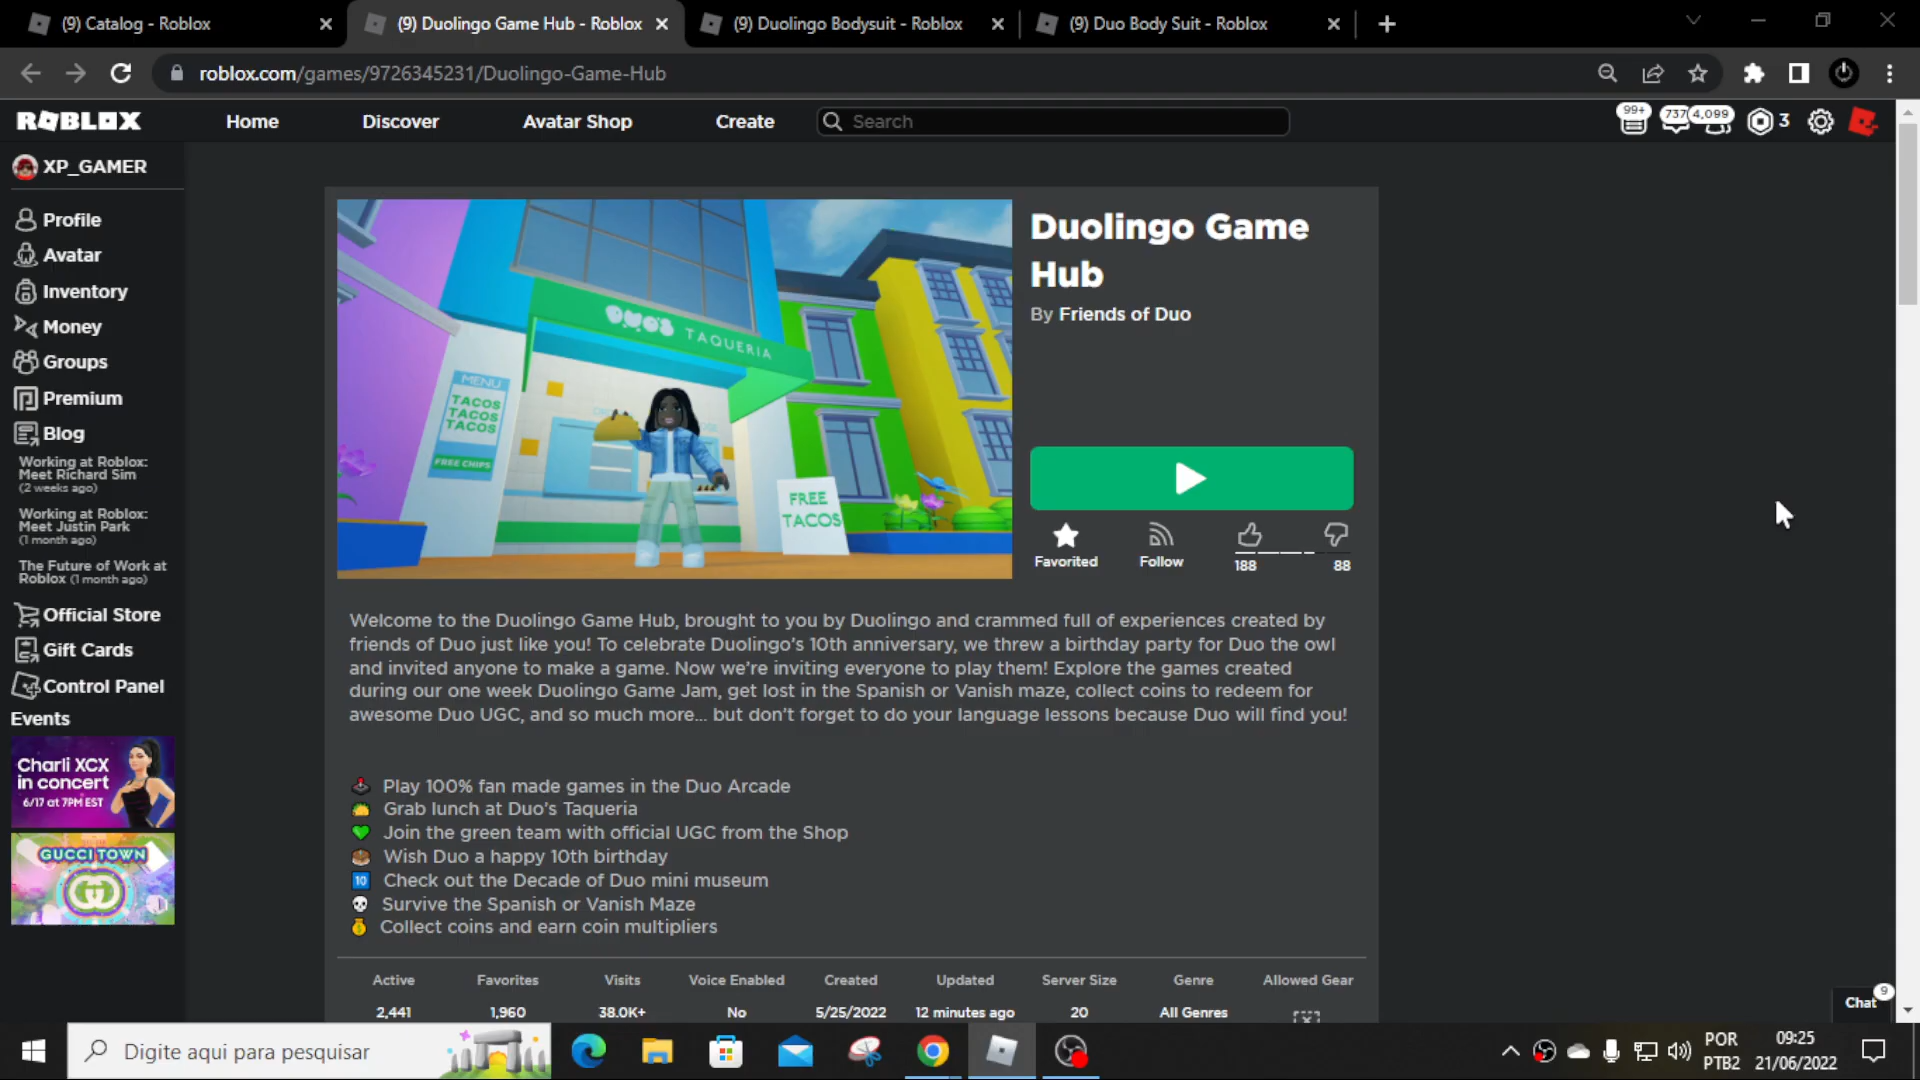 (9) Catalog - Roblox
(9) Duolingo Game Hub - Roblox
(9) Duolingo Bodysuit - Roblox
(9) Duo Body Suit - Roblox
roblox.com/games/9726345231/Duolingo-Game-Hub
ROBLOX
Home
Discover
Avatar Shop
Create
Search
99+
737
4,099
3
XP_GAMER
Profile
Avatar
Inventory
Money
Groups
Premium
Blog
Working at Roblox:
Meet Richard Sim
(2 weeks ago)
Working at Roblox:
Meet Justin Park
(1 month ago)
The Future of Work at
Roblox (1 month ago)
Official Store
Gift Cards
Control Panel
Events
Charli XCX
in concert
6/17 at 7PM EST
GUCCI TOWN
DUO'S TAQUERIA
MENU
TACOS
TACOS
TACOS
FREE CHIPS
FREE
TACOS
Duolingo Game
Hub
By Friends of Duo
Favorited
Follow
188
88
Welcome to the Duolingo Game Hub, brought to you by Duolingo and crammed full of experiences created by
friends of Duo just like you! To celebrate Duolingo's 10th anniversary, we threw a birthday party for Duo the owl
and invited anyone to make a game. Now we're inviting everyone to play them! Explore the games created
during our one week Duolingo Game Jam, get lost in the Spanish or Vanish maze, collect coins to redeem for
awesome Duo UGC, and so much more... but don't forget to do your language lessons because Duo will find you!
Play 100% fan made games in the Duo Arcade
Grab lunch at Duo's Taqueria
Join the green team with official UGC from the Shop
Wish Duo a happy 10th birthday
10 Check out the Decade of Duo mini museum
Survive the Spanish or Vanish Maze
Collect coins and earn coin multipliers
Active
Favorites
Visits
Voice Enabled
Created
Updated
Server Size
Genre
Allowed Gear
2,441
1,960
38.0K+
No
5/25/2022
12 minutes ago
20
All Genres
Chat
9
Digite aqui para pesquisar
POR
PTB2
09:25
21/06/2022